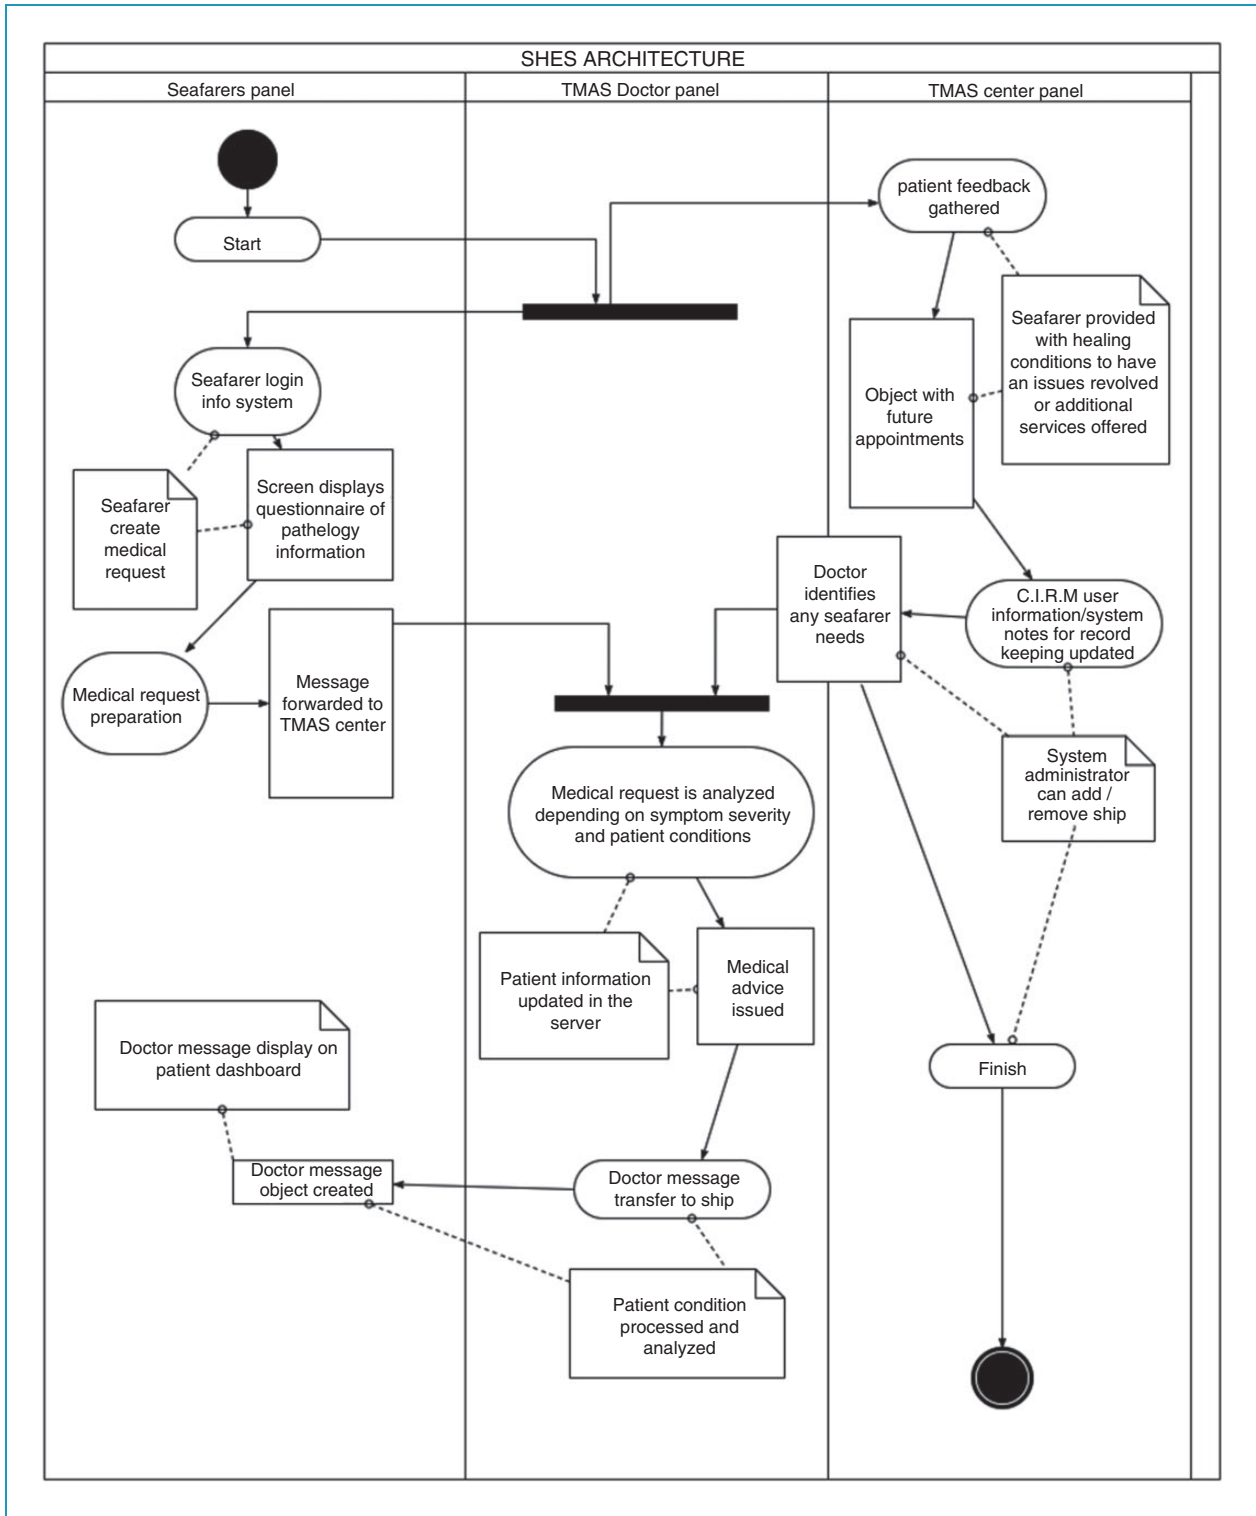 SHES ARCHITECTURE
Seafarers panel
TMAS Doctor panel
TMAS center panel
Start
Seafarer login
info system
Seafarer
create
medical
request
Screen displays
questionnaire of
pathelogy
information
Medical request
preparation
Message
forwarded to
TMAS center
Doctor message display on
patient dashboard
Doctor message
object created
Medical request is analyzed
depending on symptom severity
and patient conditions
Patient information
updated in the
server
Medical
advice
issued
Doctor message
transfer to ship
Patient condition
processed and
analyzed
patient feedback
gathered
Seafarer provided
with healing
conditions to have
an issues revolved
or additional
services offered
Object with
future
appointments
Doctor
identifies
any seafarer
needs
C.I.R.M user
information/system
notes for record
keeping updated
System
administrator
can add /
remove ship
Finish